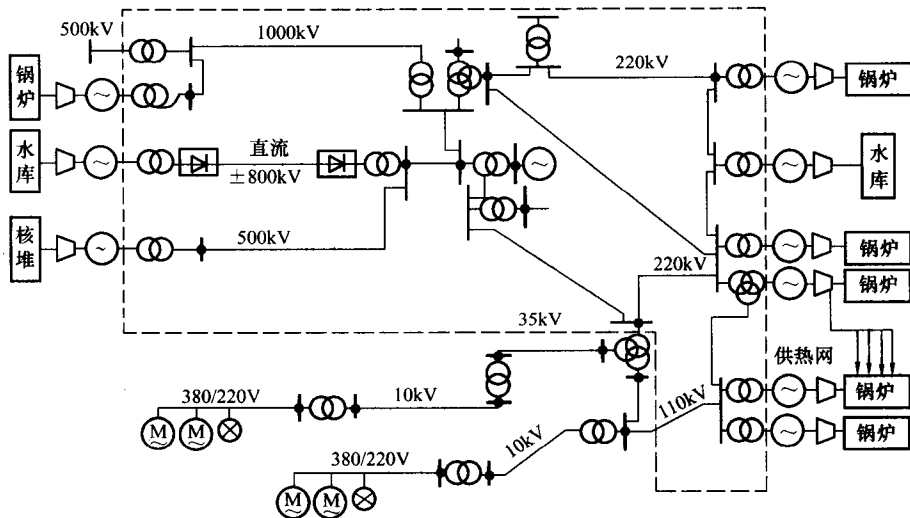 500kV
1000kV
220kV
锅炉
锅炉
水库
直流
±800kV
水库
核堆
500kV
锅炉
220kV
锅炉
35kV
供热网
380/220V
10kV
110kV
锅炉
M
M
10kV
锅炉
380/220V
M
M